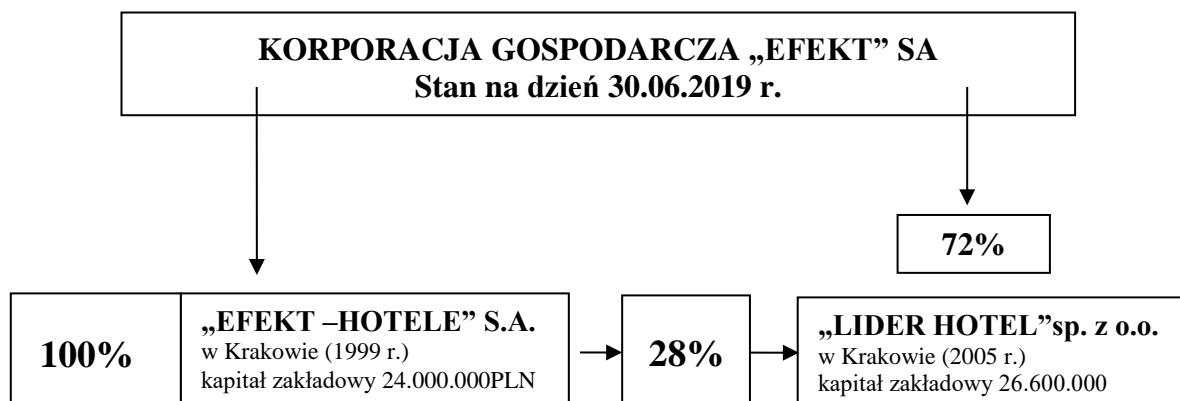 KORPORACJA GOSPODARCZA „EFEKT” SA
Stan na dzień 30.06.2019 r.
72%
100%
„EFEKT –HOTELE” S.A.
w Krakowie (1999 r.)
kapitał zakładowy 24.000.000PLN
28%
„LIDER HOTEL”sp. z o.o.
w Krakowie (2005 r.)
kapitał zakładowy 26.600.000